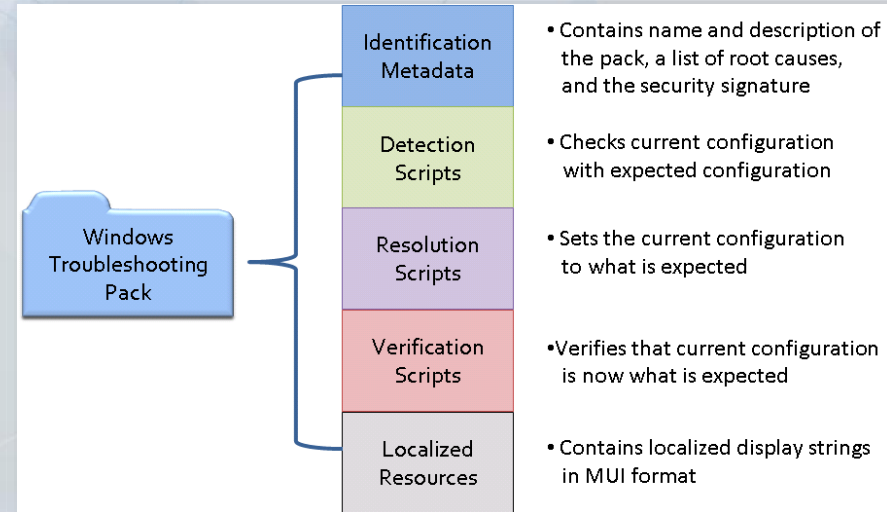 Windows
Troubleshooting
Pack
Identification
Metadata
• Contains name and description of
the pack, a list of root causes,
and the security signature
Detection
Scripts
• Checks current configuration
with expected configuration
Resolution
Scripts
• Sets the current configuration
to what is expected
Verification
Scripts
•Verifies that current configuration
is now what is expected
Localized
Resources
• Contains localized display strings
in MUI format